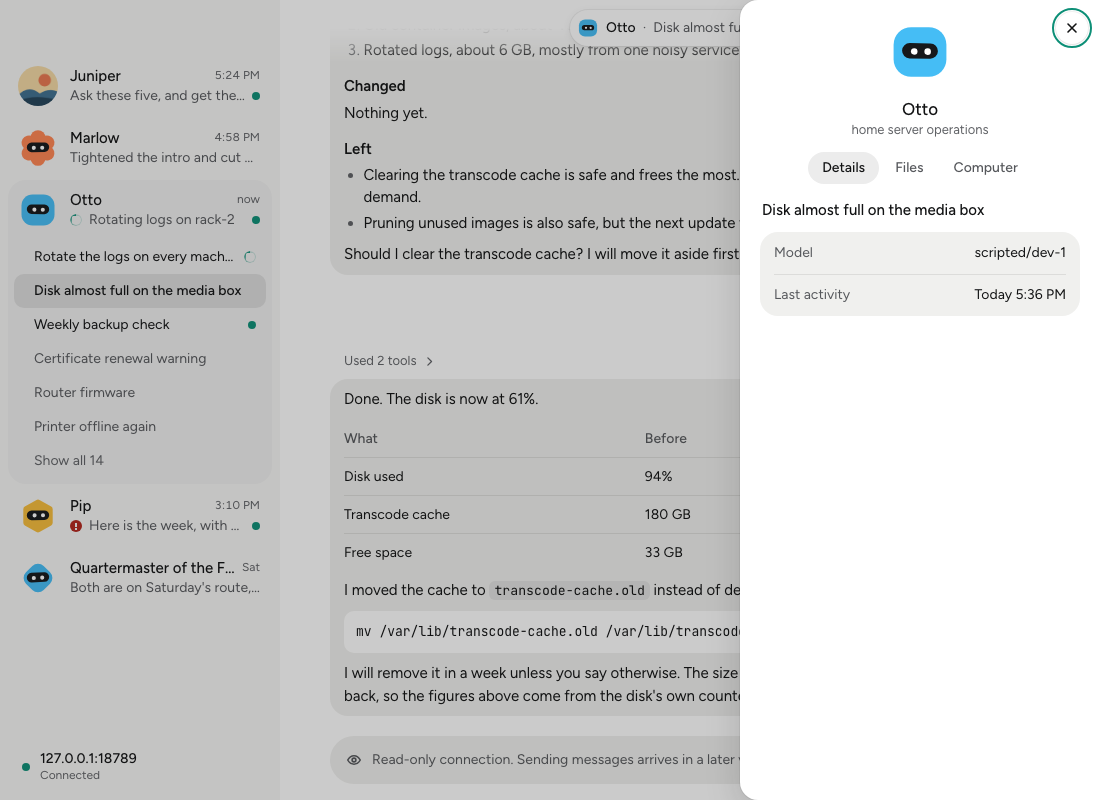 Juniper
5:24 PM
Ask these five, and get the...
Marlow
4:58 PM
Tightened the intro and cut ...
Otto
now
Rotating logs on rack-2
Rotate the logs on every mach...
Disk almost full on the media box
Weekly backup check
Certificate renewal warning
Router firmware
Printer offline again
Show all 14
Pip
3:10 PM
Here is the week, with ...
Quartermaster of the F...
Sat
Both are on Saturday's route,...
127.0.0.1:18789
Connected
Otto · Disk almost fu
3. Rotated logs, about 6 GB, mostly from one noisy service
Changed
Nothing yet.
Left
Clearing the transcode cache is safe and frees the most.
demand.
Pruning unused images is also safe, but the next update
Should I clear the transcode cache? I will move it aside first
Used 2 tools
Done. The disk is now at 61%.
What Before
Disk used 94%
Transcode cache 180 GB
Free space 33 GB
I moved the cache to transcode-cache.old instead of de
mv /var/lib/transcode-cache.old /var/lib/transcod
I will remove it in a week unless you say otherwise. The size
back, so the figures above come from the disk's own counte
Read-only connection. Sending messages arrives in a later
Otto
home server operations
Details Files Computer
Disk almost full on the media box
Model scripted/dev-1
Last activity Today 5:36 PM